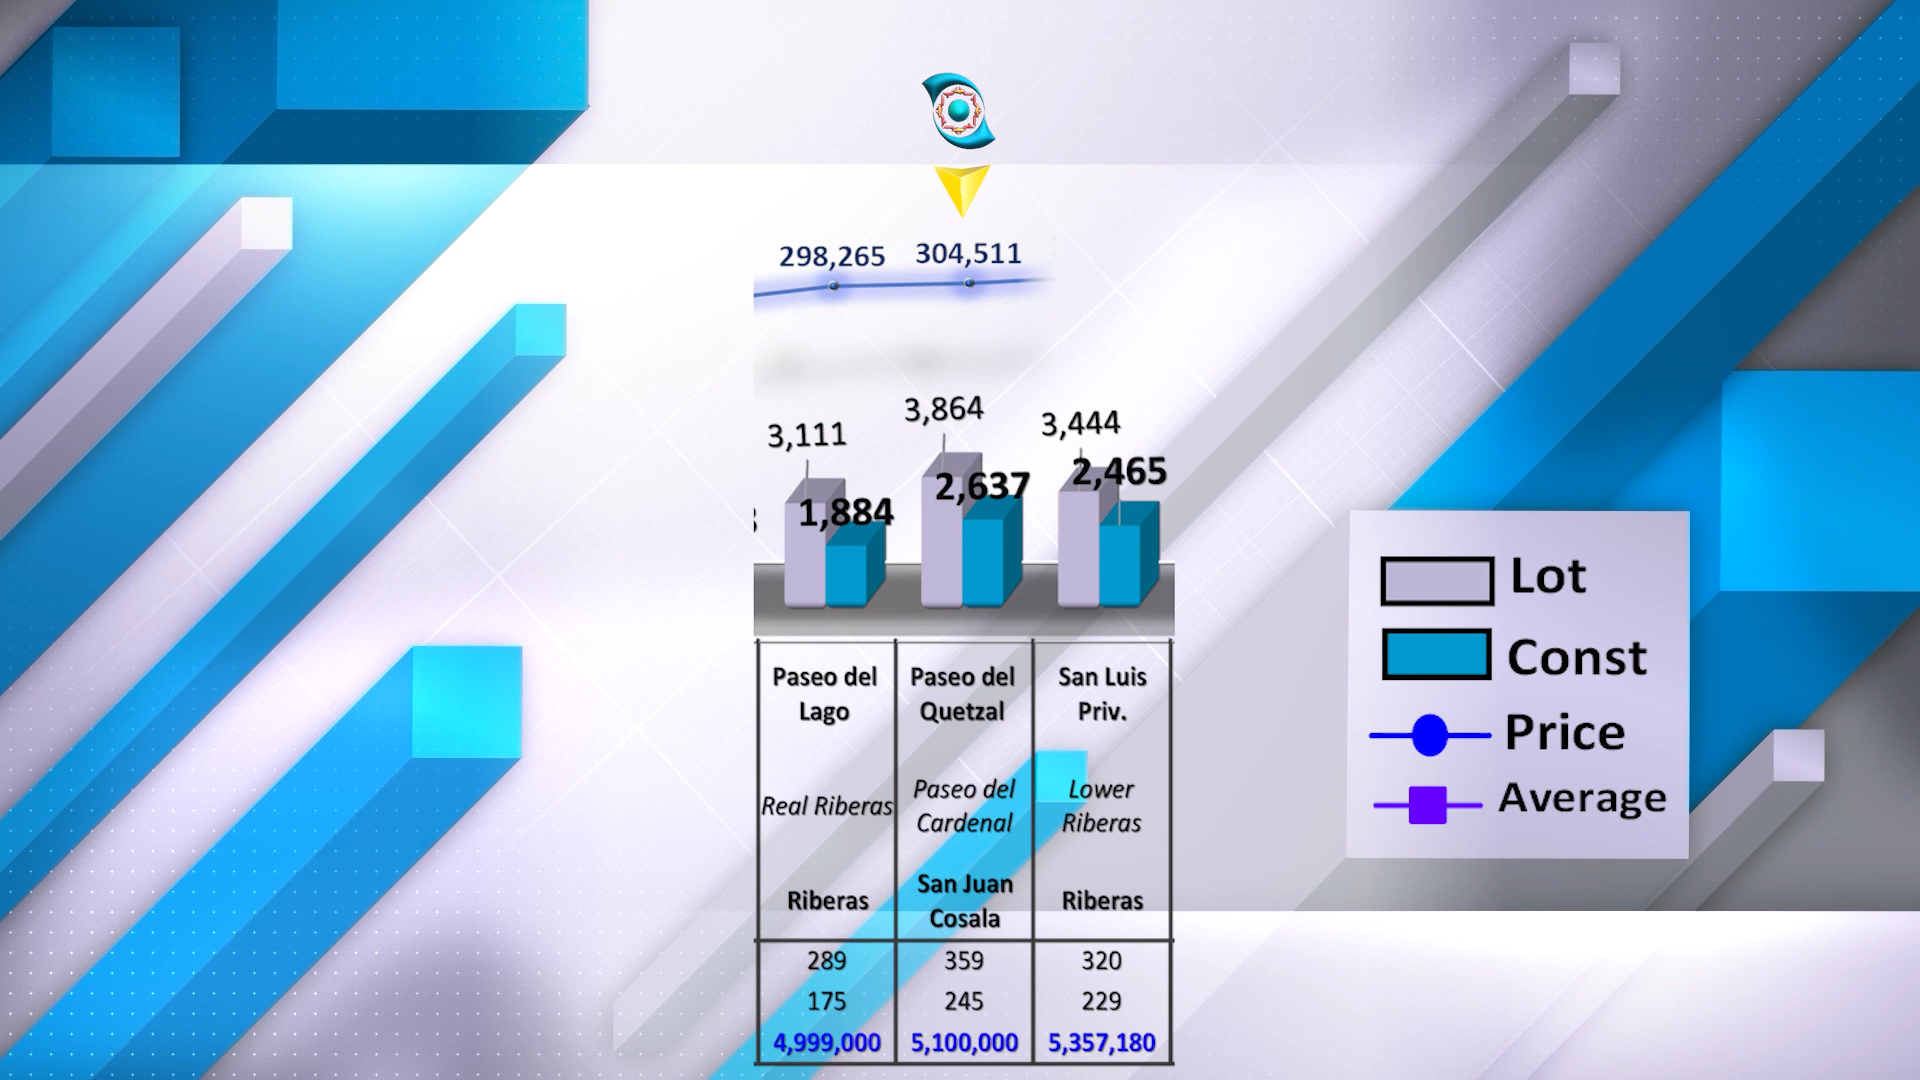 298,265 304,511
3,111 3,864 3,444
1,884 2,637 2,465
Paseo del Lago
Paseo del Quetzal
San Luis Priv.
Real Riberas
Paseo del Cardenal
Lower Riberas
Riberas
San Juan Cosala
Riberas
289 359 320
175 245 229
4,999,000 5,100,000 5,357,180
Lot
Const
Price
Average